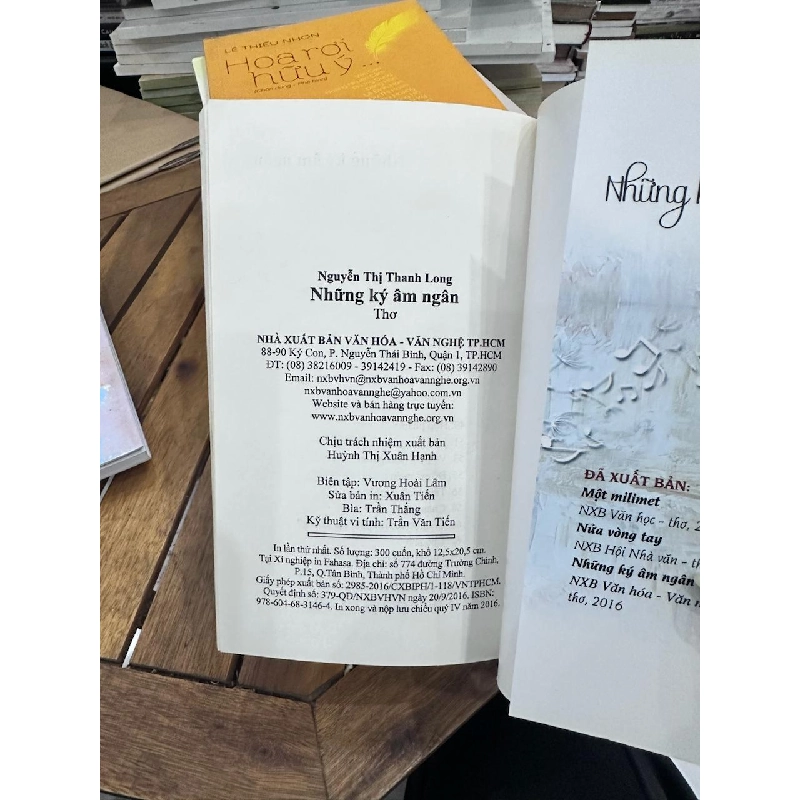 LÊ THIẾU NHƠN
Hoa rơi
hữu ý...
Nguyễn Thị Thanh Long
Những ký âm ngân
Thơ
NHÀ XUẤT BẢN VĂN HÓA - VĂN NGHỆ TP.HCM
88-90 Ký Con, P. Nguyễn Thái Bình, Quận 1, TP.HCM
ĐT: (08) 38216009 - 39142419 - Fax: (08) 39142890
Email: nxbvhvn@nxbvanhoavannghe.org.vn
nxbvanhoavannghe@yahoo.com.vn
Website và bán hàng trực tuyến:
www.nxbvanhoavannghe.org.vn
Chịu trách nhiệm xuất bản
Huỳnh Thị Xuân Hạnh
Biên tập: Vương Hoài Lâm
Sửa bản in: Xuân Tiến
Bìa: Trần Thắng
Kỹ thuật vi tính: Trần Văn Tiến
In lần thứ nhất. Số lượng: 300 cuốn, khổ 12,5x20,5 cm.
Tại Xí nghiệp in Fahasa. Địa chỉ: số 774 đường Trường Chinh,
P.15, Q.Tân Bình, Thành phố Hồ Chí Minh.
Giấy phép xuất bản số: 2985-2016/CXBIPH/1-118/VNTPHCM.
Quyết định số: 379-QĐ/NXBVHVN ngày 20/9/2016. ISBN:
978-604-68-3146-4. In xong và nộp lưu chiểu quý IV năm 2016.
Những
ĐÃ XUẤT BẢN:
Một milimet
NXB Văn học - thơ, 2
Nửa vòng tay
NXB Hội Nhà văn - th
Những ký âm ngân
NXB Văn hóa - Văn n
thơ, 2016